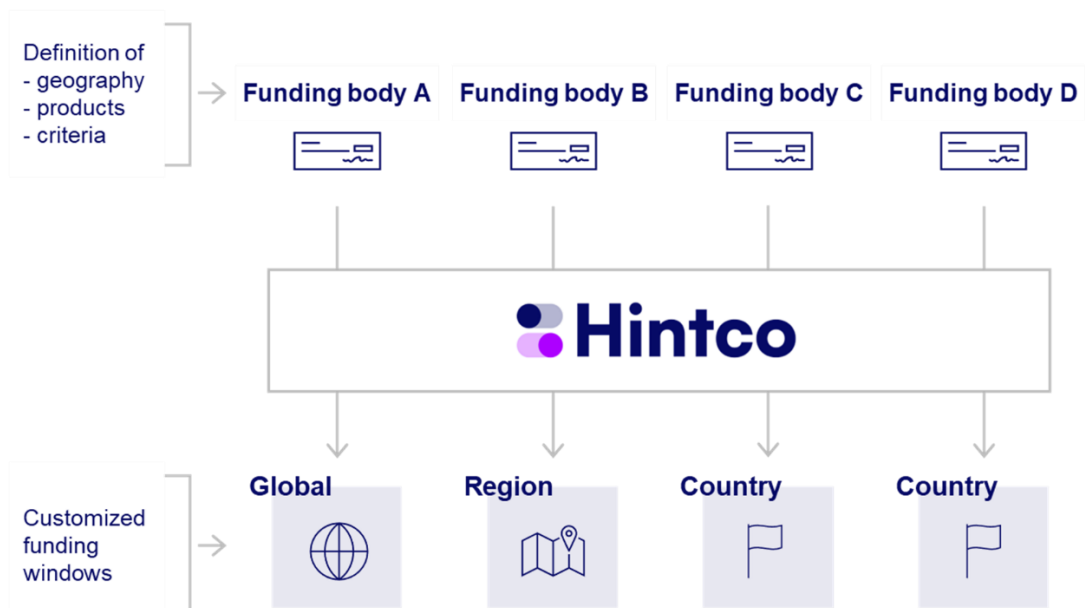 Definition of
- geography
- products
- criteria
Funding body A
Funding body B
Funding body C
Funding body D
Hintco
Global
Region
Country
Country
Customized
funding
windows